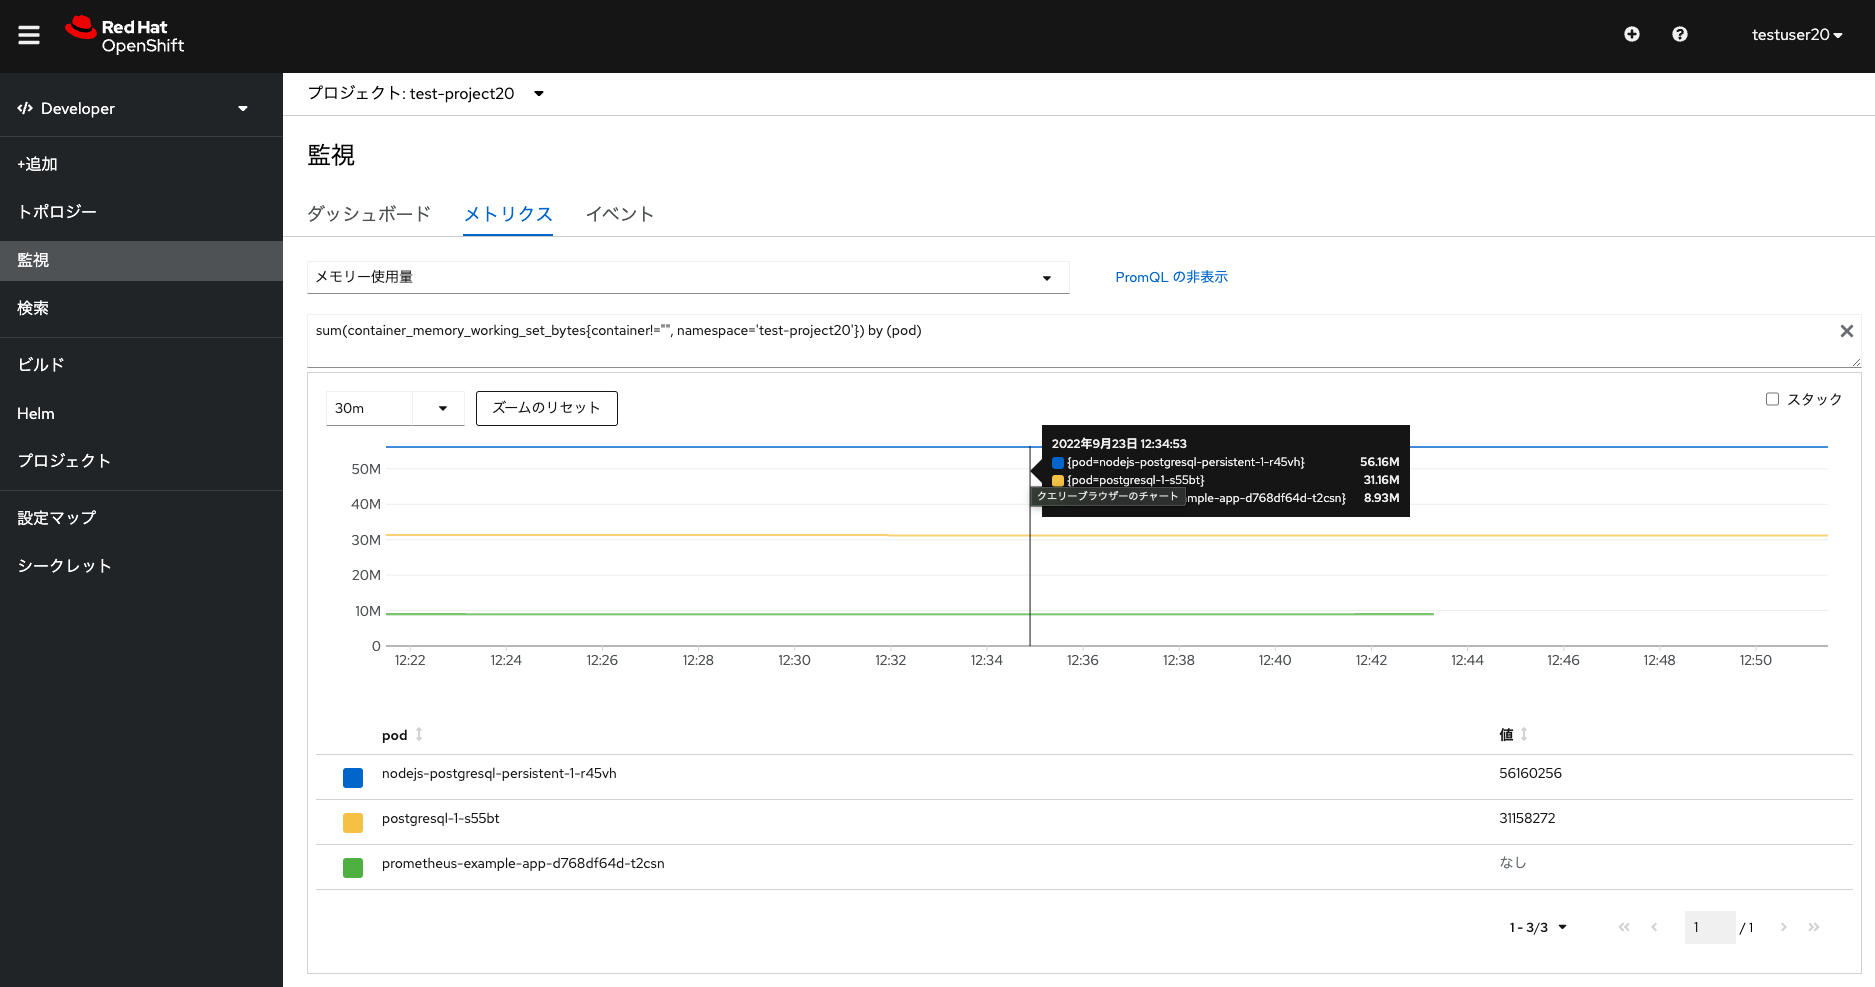 Red Hat
OpenShift
testuser20
Developer
+追加
トポロジー
監視
検索
ビルド
Helm
プロジェクト
設定マップ
シークレット
プロジェクト: test-project20
監視
ダッシュボード メトリクス イベント
メモリー使用量
PromQL の非表示
sum(container_memory_working_set_bytes{container!="", namespace='test-project20'}) by (pod)
30m
ズームのリセット
スタック
2022年9月23日 12:34:53
{pod=nodejs-postgresql-persistent-1-r45vh} 56.16M
{pod=postgresql-1-s55bt} 31.16M
クエリーブラウザーのチャート
mple-app-d768df64d-t2csn} 8.93M
50M
40M
30M
20M
10M
0
12:22 12:24 12:26 12:28 12:30 12:32 12:34 12:36 12:38 12:40 12:42 12:44 12:46 12:48 12:50
pod 値
nodejs-postgresql-persistent-1-r45vh 56160256
postgresql-1-s55bt 31158272
prometheus-example-app-d768df64d-t2csn なし
1 - 3/3
1 / 1